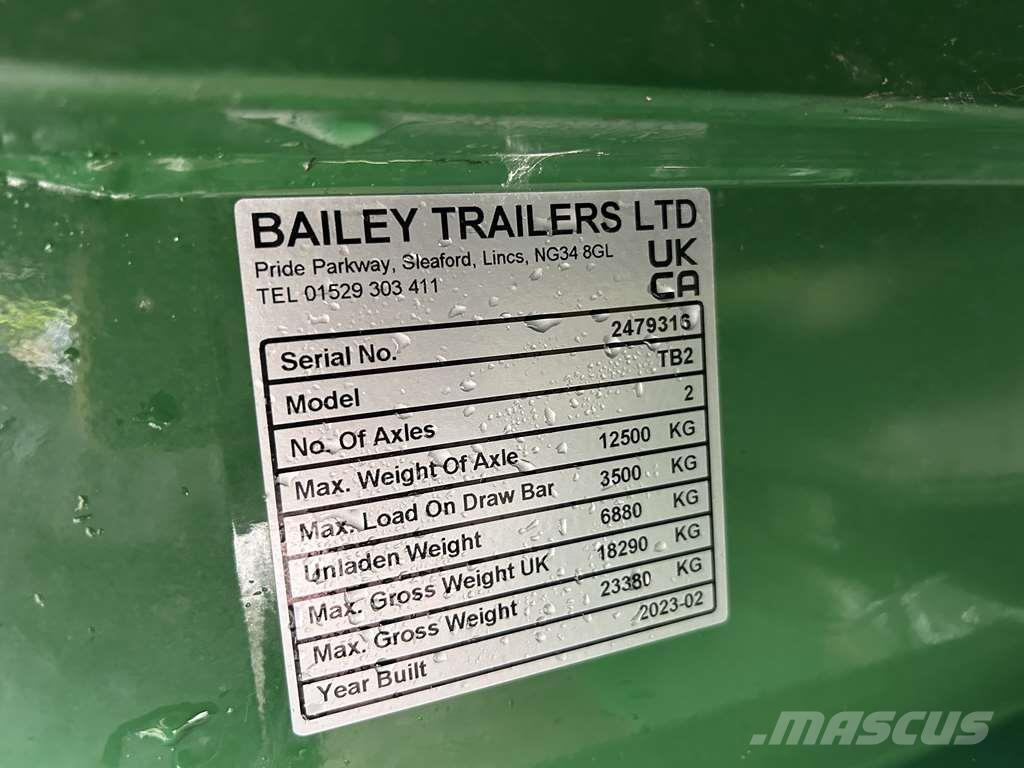 BAILEY TRAILERS LTD
Pride Parkway, Sleaford, Lincs, NG34 8GL
TEL 01529 303 411
UK
CA
Serial No. 2479316
Model TB2
No. Of Axles 2
Max. Weight Of Axle 12500 KG
Max. Load On Draw Bar 3500 KG
Unladen Weight 6880 KG
Max. Gross Weight UK 18290 KG
Max. Gross Weight 23380 KG
Year Built 2023-02
MASCUS